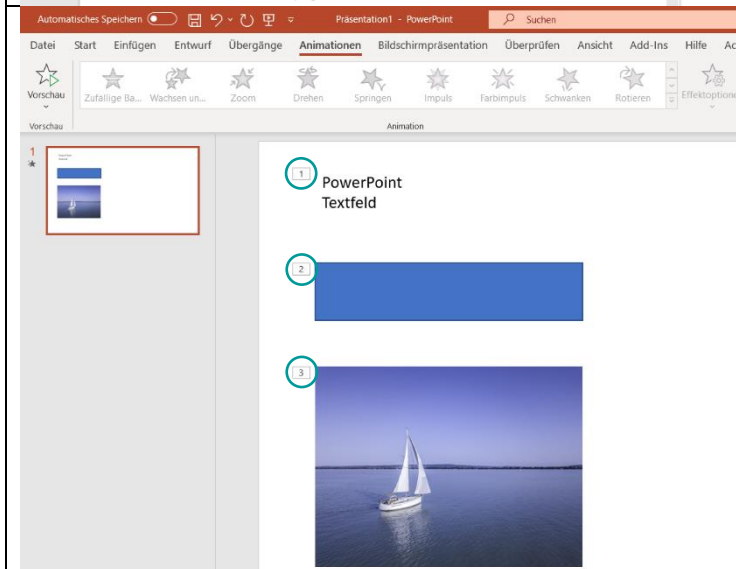 Automatisches Speichern Präsentation1 - PowerPoint Suchen
Datei Start Einfügen Entwurf Übergänge Animationen Bildschirmpräsentation Überprüfen Ansicht Add-Ins Hilfe Ac
Vorschau Zufällige Ba... Wachsen un... Zoom Drehen Springen Impuls Farbimpuls Schwanken Rotieren Effektoptione
Vorschau Animation
1
1
PowerPoint
Textfeld
2
3